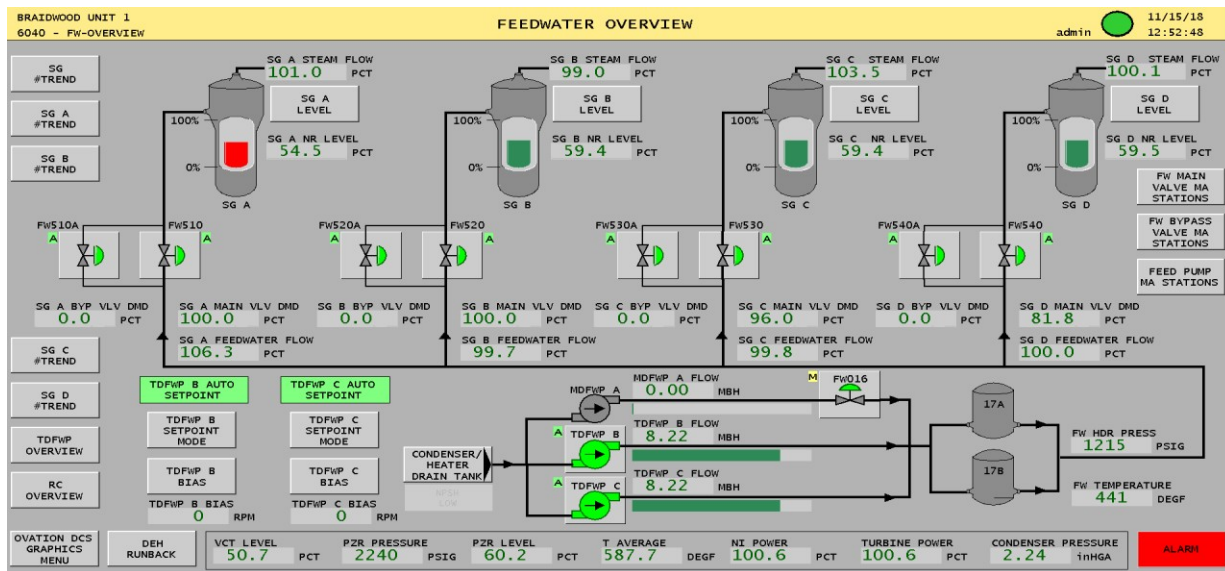 BRAIDWOOD UNIT 1
6040 - FW-OVERVIEW
FEEDWATER OVERVIEW
admin
11/15/18
12:52:48
SG
#TREND
SG A
#TREND
SG B
#TREND
SG A STEAM FLOW
101.0 PCT
SG A
LEVEL
100%
0%
SG A NR LEVEL
54.5 PCT
SG A
SG B STEAM FLOW
99.0 PCT
SG B
LEVEL
100%
0%
SG B NR LEVEL
59.4 PCT
SG B
SG C STEAM FLOW
103.5 PCT
SG C
LEVEL
100%
0%
SG C NR LEVEL
59.4 PCT
SG C
SG D STEAM FLOW
100.1 PCT
SG D
LEVEL
100%
0%
SG D NR LEVEL
59.5 PCT
SG D
FW MAIN
VALVE MA
STATIONS
FW BYPASS
VALVE MA
STATIONS
FEED PUMP
MA STATIONS
FW510A
A
FW510
A
FW520A
A
FW520
A
FW530A
A
FW530
A
FW540A
A
FW540
A
SG A BYP VLV DMD
0.0 PCT
SG A MAIN VLV DMD
100.0 PCT
SG B BYP VLV DMD
0.0 PCT
SG B MAIN VLV DMD
100.0 PCT
SG C BYP VLV DMD
0.0 PCT
SG C MAIN VLV DMD
96.0 PCT
SG D BYP VLV DMD
0.0 PCT
SG D MAIN VLV DMD
81.8 PCT
SG A FEEDWATER FLOW
106.3 PCT
SG B FEEDWATER FLOW
99.7 PCT
SG C FEEDWATER FLOW
99.8 PCT
SG D FEEDWATER FLOW
100.0 PCT
SG C
#TREND
SG D
#TREND
TDFWP
OVERVIEW
RC
OVERVIEW
TDFWP B AUTO
SETPOINT
TDFWP B
SETPOINT
MODE
TDFWP B
BIAS
TDFWP B BIAS
0 RPM
TDFWP C AUTO
SETPOINT
TDFWP C
SETPOINT
MODE
TDFWP C
BIAS
TDFWP C BIAS
0 RPM
CONDENSER/
HEATER
DRAIN TANK
NPSH
LOW
MDFWP A
MDFWP A FLOW
0.00 MBH
M
FW016
A
TDFWP B
TDFWP B FLOW
8.22 MBH
A
TDFWP C
TDFWP C FLOW
8.22 MBH
17A
17B
FW HDR PRESS
1215 PSIG
FW TEMPERATURE
441 DEGF
OVATION DCS
GRAPHICS
MENU
DEH
RUNBACK
VCT LEVEL
50.7 PCT
PZR PRESSURE
2240 PSIG
PZR LEVEL
60.2 PCT
T AVERAGE
587.7 DEGF
NI POWER
100.6 PCT
TURBINE POWER
100.6 PCT
CONDENSER PRESSURE
2.24 inHGA
ALARM